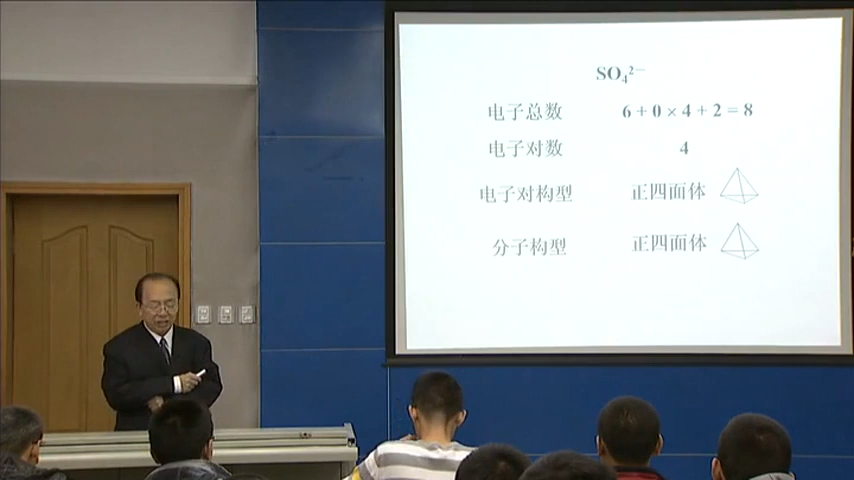 SO₄²⁻
电子总数 6 + 0 × 4 + 2 = 8
电子对数 4
电子对构型 正四面体
分子构型 正四面体